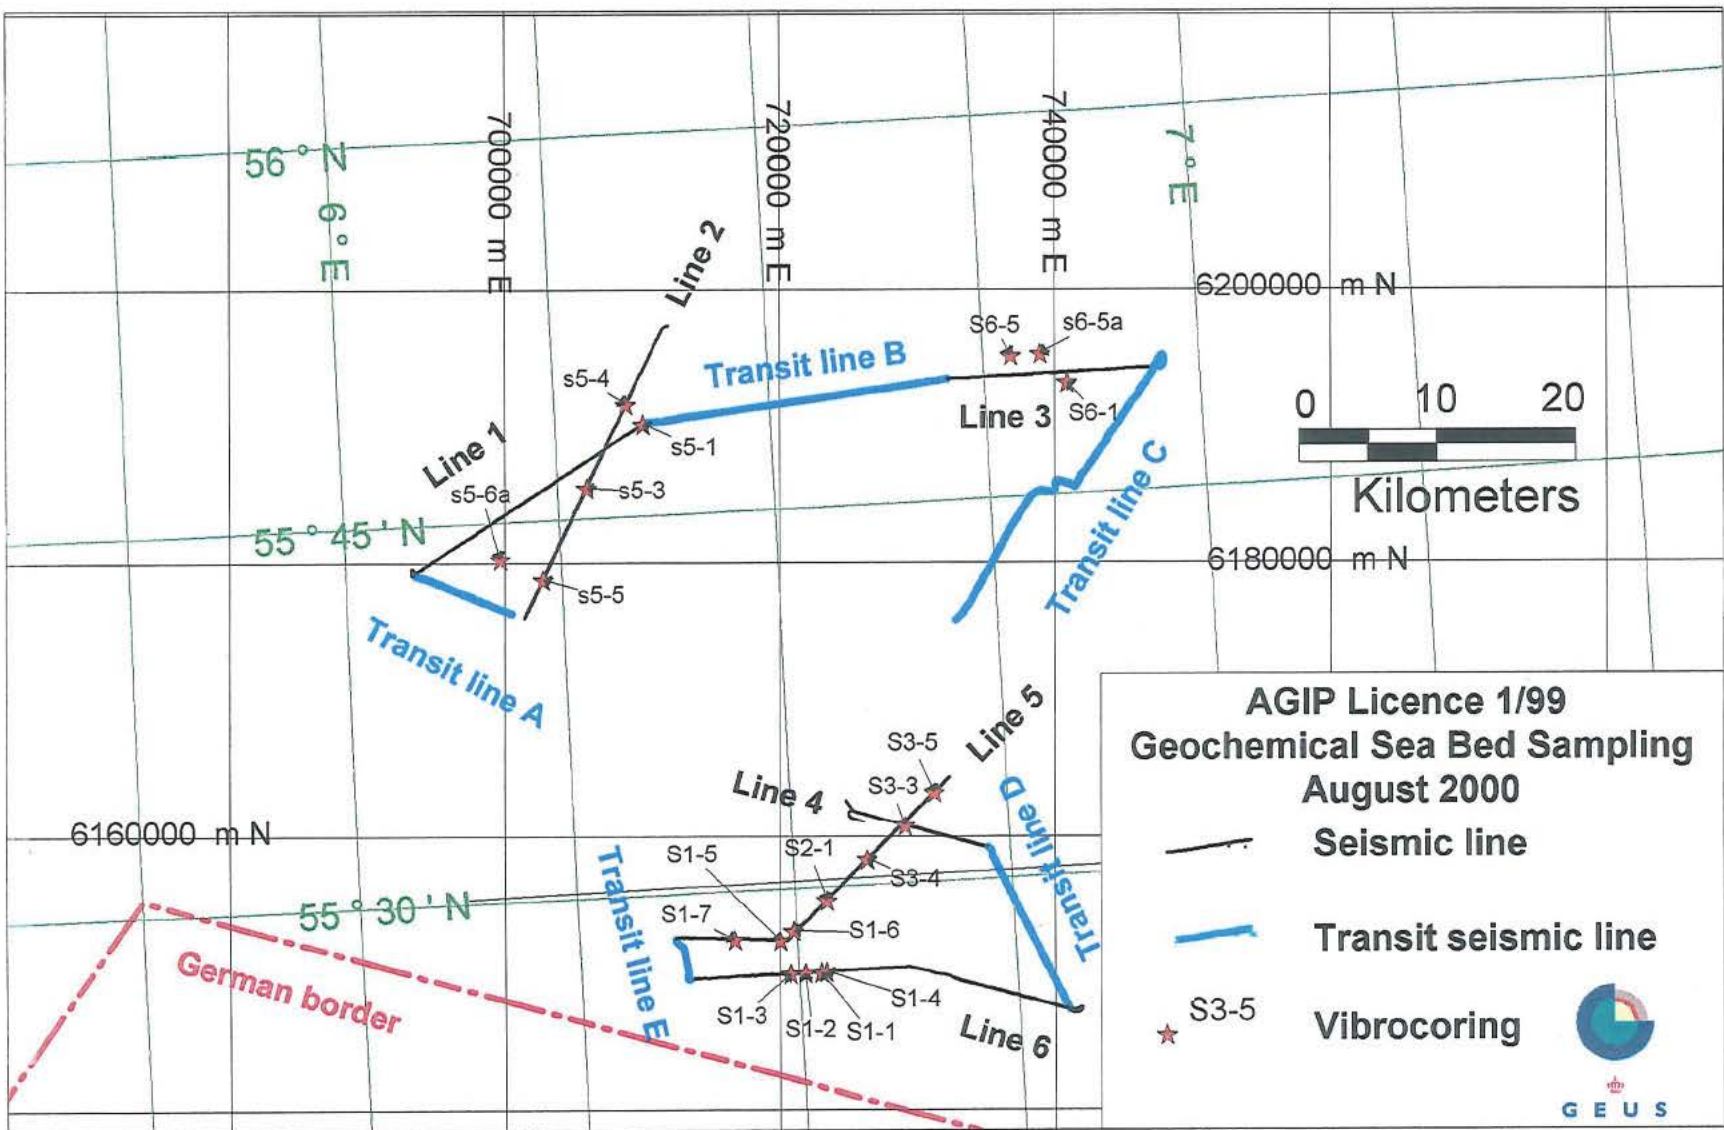 56 ° N
6 ° E
700000 m E
720000 m E
740000 m E
7 ° E
6200000 m N
Line 2
S6-5
s6-5a
Transit line B
s5-4
Line 3
S6-1
0 10 20
Kilometers
Line 1
s5-1
s5-6a
s5-3
Transit line C
55 ° 45 ' N
6180000 m N
s5-5
Transit line A
Line 5
S3-5
S3-3
Line 4
Transit line D
6160000 m N
S1-5
S2-1
S3-4
55 ° 30 ' N
S1-7
S1-6
Transit line E
German border
S1-4
S1-3
S1-2
S1-1
Line 6
AGIP Licence 1/99
Geochemical Sea Bed Sampling
August 2000
Seismic line
Transit seismic line
S3-5
Vibrocoring
G E U S